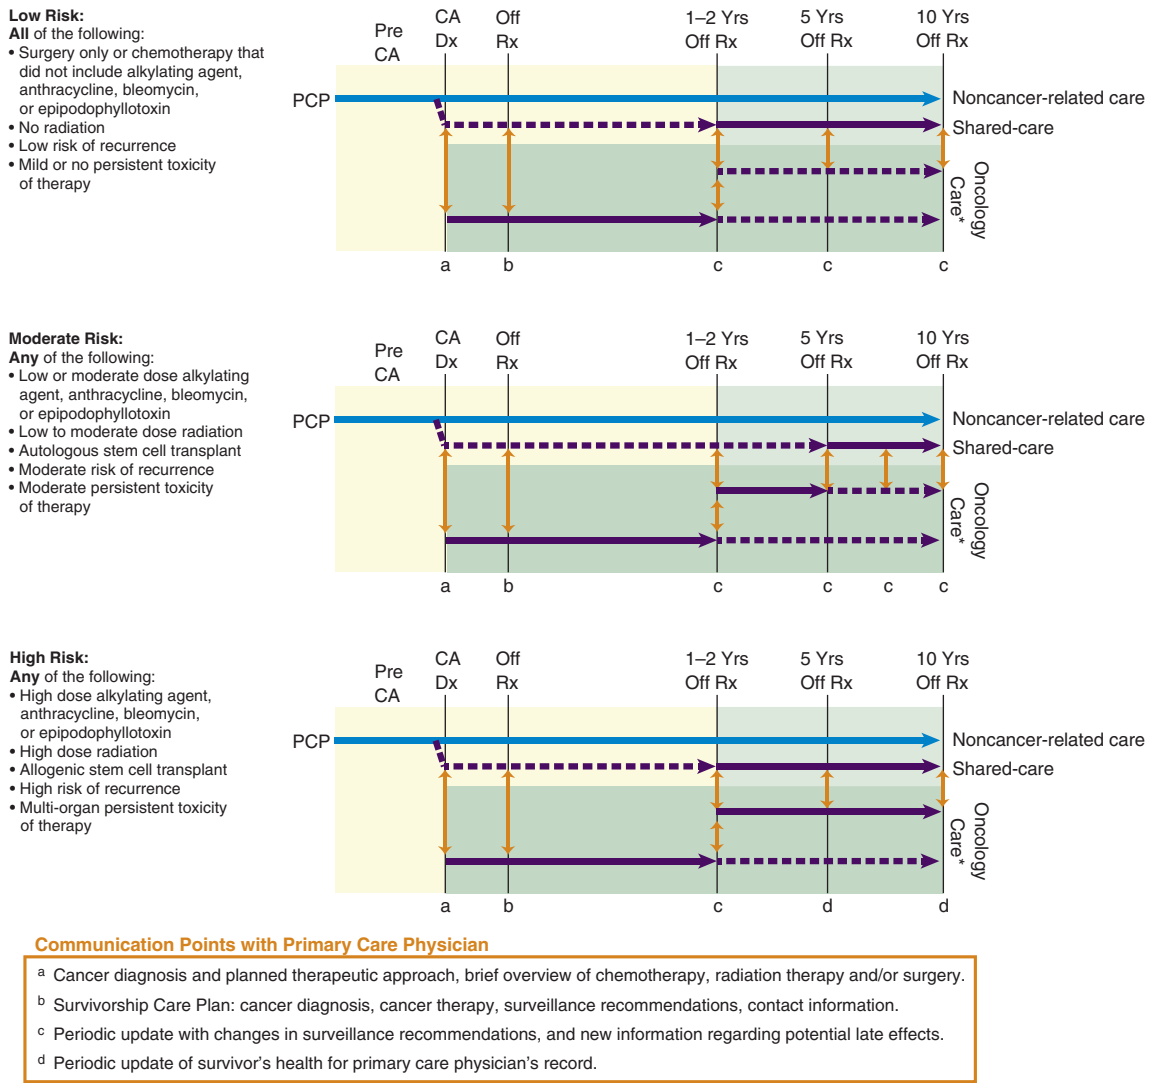 Low Risk:
All of the following:
• Surgery only or chemotherapy that
did not include alkylating agent,
anthracycline, bleomycin,
or epipodophyllotoxin
• No radiation
• Low risk of recurrence
• Mild or no persistent toxicity
of therapy
Pre
CA
CA
Dx
Off
Rx
1–2 Yrs
Off Rx
5 Yrs
Off Rx
10 Yrs
Off Rx
PCP
Noncancer-related care
Shared-care
Oncology
Care*
a b c c c
Moderate Risk:
Any of the following:
• Low or moderate dose alkylating
agent, anthracycline, bleomycin,
or epipodophyllotoxin
• Low to moderate dose radiation
• Autologous stem cell transplant
• Moderate risk of recurrence
• Moderate persistent toxicity
of therapy
Pre
CA
CA
Dx
Off
Rx
1–2 Yrs
Off Rx
5 Yrs
Off Rx
10 Yrs
Off Rx
PCP
Noncancer-related care
Shared-care
Oncology
Care*
a b c c c c
High Risk:
Any of the following:
• High dose alkylating agent,
anthracycline, bleomycin,
or epipodophyllotoxin
• High dose radiation
• Allogenic stem cell transplant
• High risk of recurrence
• Multi-organ persistent toxicity
of therapy
Pre
CA
CA
Dx
Off
Rx
1–2 Yrs
Off Rx
5 Yrs
Off Rx
10 Yrs
Off Rx
PCP
Noncancer-related care
Shared-care
Oncology
Care*
a b c d d
Communication Points with Primary Care Physician
a Cancer diagnosis and planned therapeutic approach, brief overview of chemotherapy, radiation therapy and/or surgery.
b Survivorship Care Plan: cancer diagnosis, cancer therapy, surveillance recommendations, contact information.
c Periodic update with changes in surveillance recommendations, and new information regarding potential late effects.
d Periodic update of survivor's health for primary care physician's record.